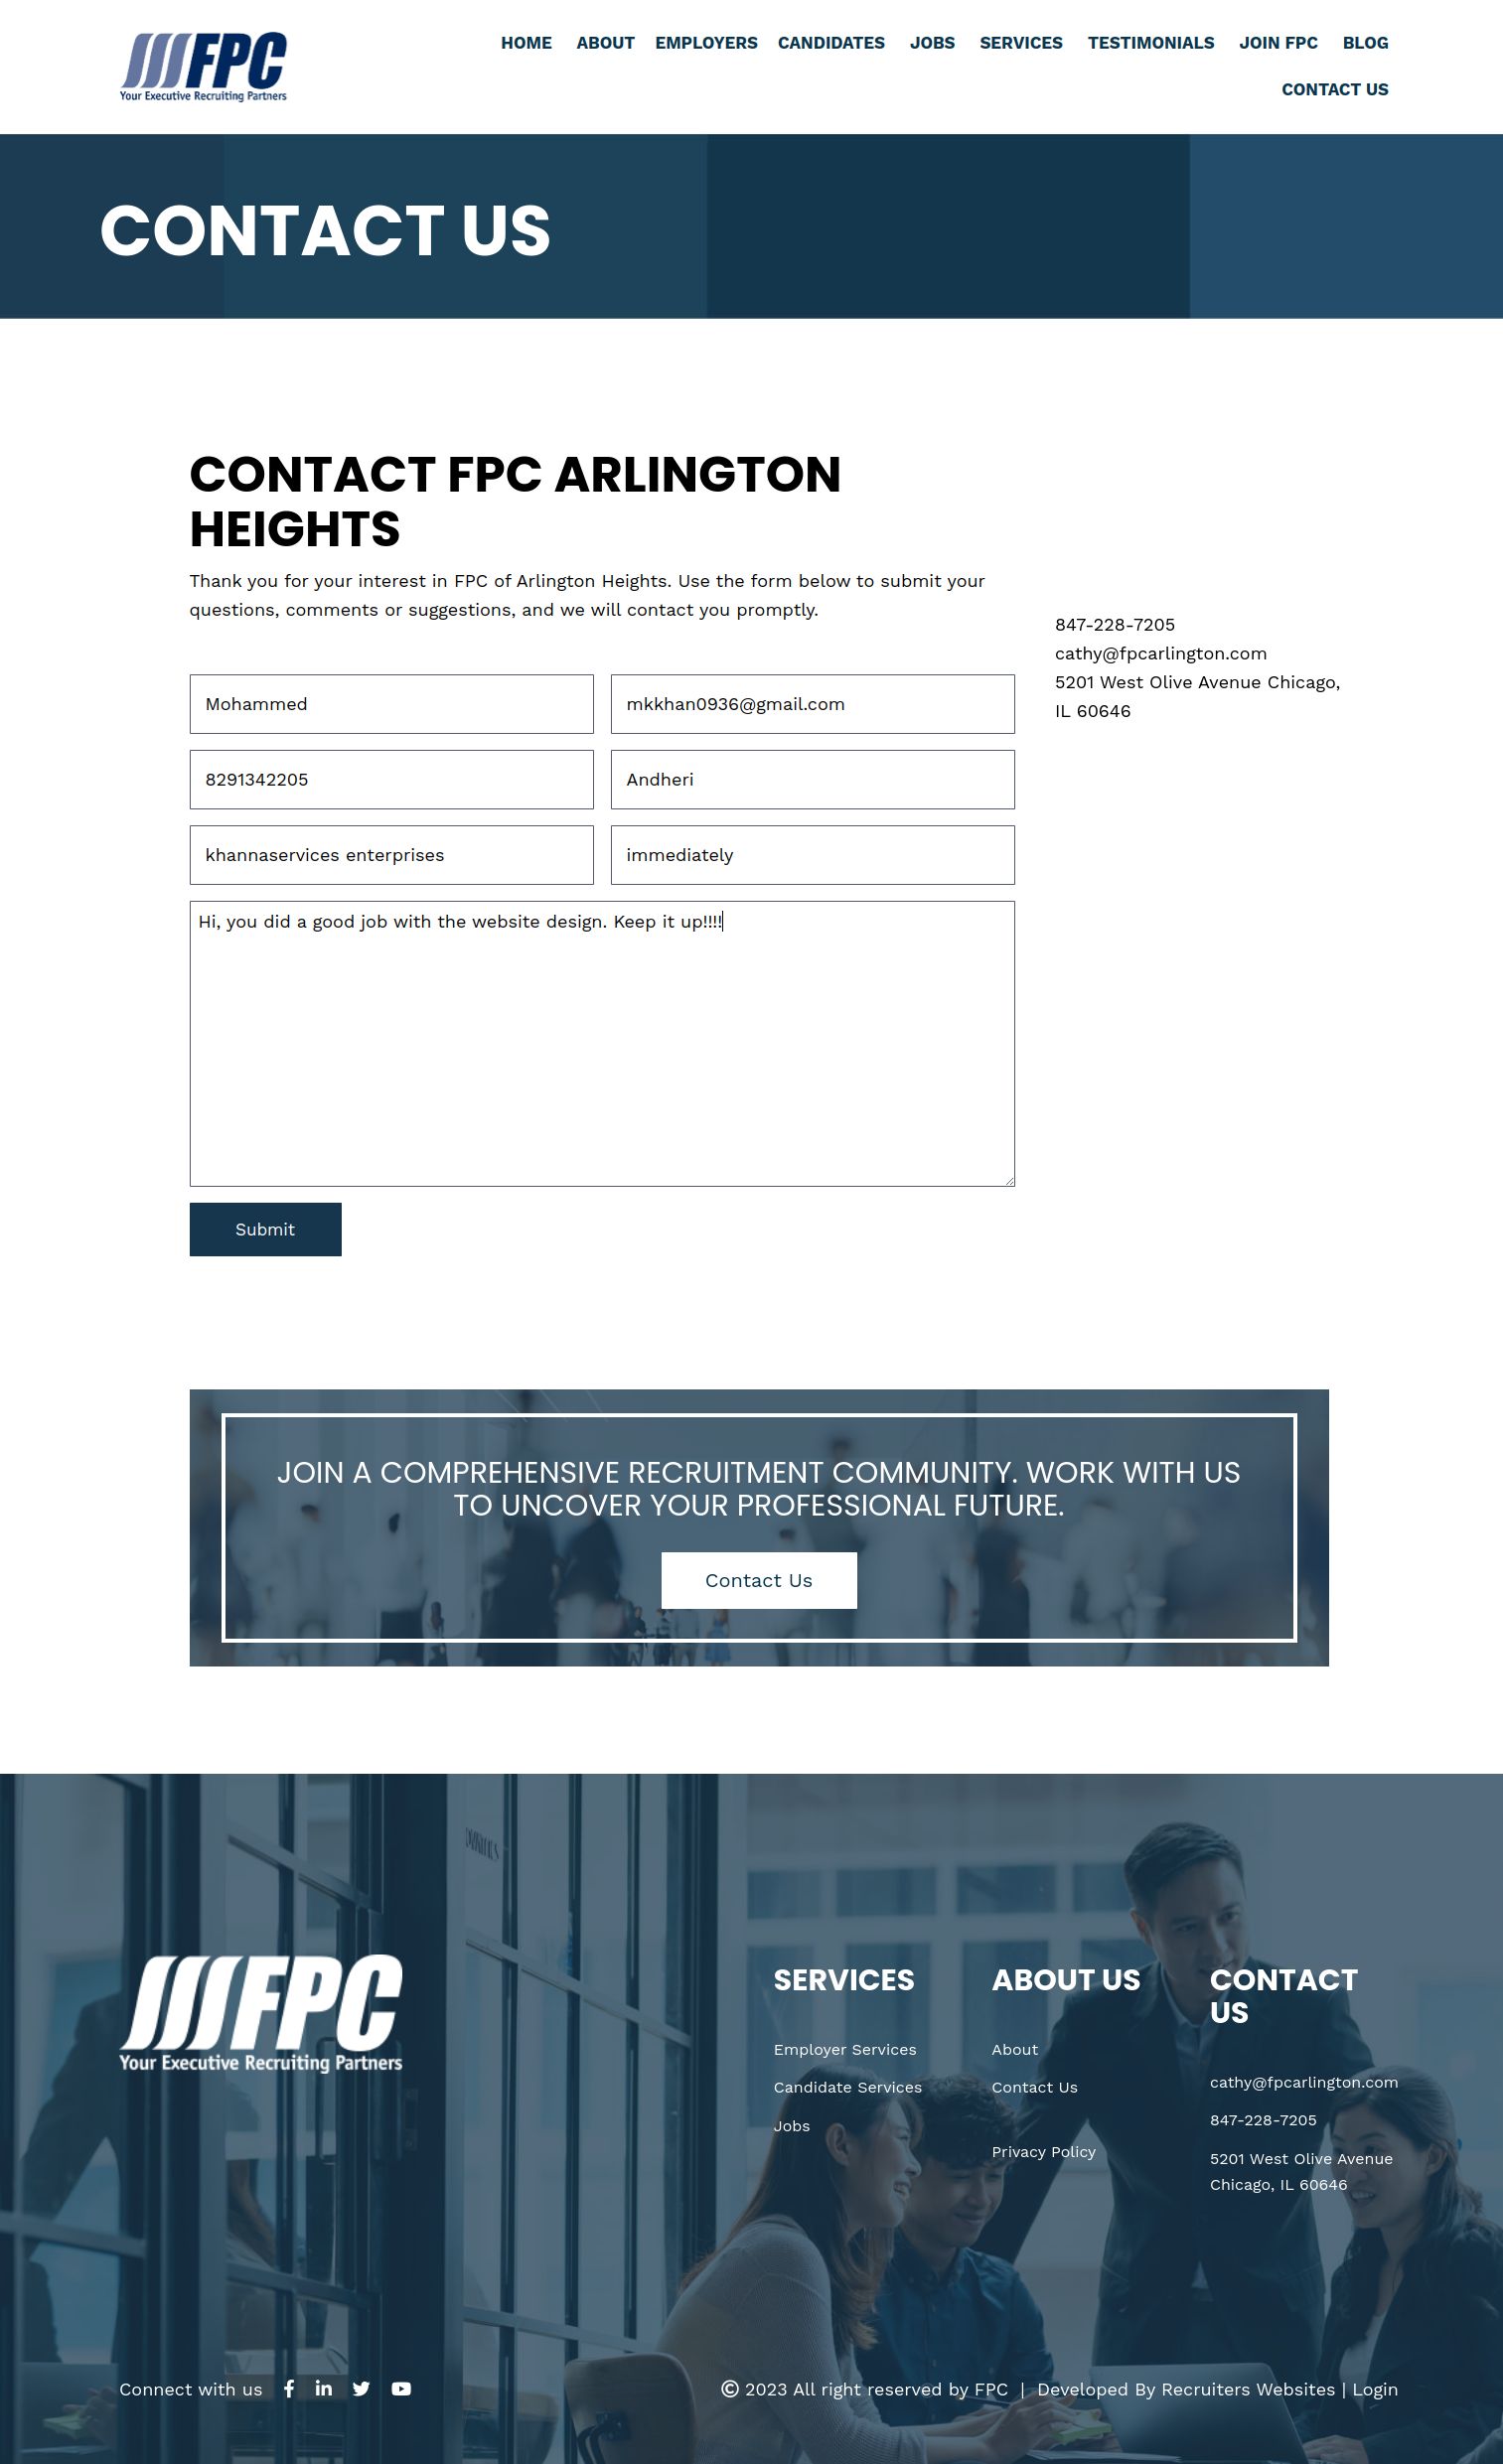 FPC
Your Executive Recruiting Partners
HOME ABOUT EMPLOYERS CANDIDATES JOBS SERVICES TESTIMONIALS JOIN FPC BLOG
CONTACT US
CONTACT US
CONTACT FPC ARLINGTON
HEIGHTS
Thank you for your interest in FPC of Arlington Heights. Use the form below to submit your
questions, comments or suggestions, and we will contact you promptly.
847-228-7205
cathy@fpcarlington.com
5201 West Olive Avenue Chicago,
IL 60646
Mohammed
mkkhan0936@gmail.com
8291342205
Andheri
khannaservices enterprises
immediately
Hi, you did a good job with the website design. Keep it up!!!!
Submit
JOIN A COMPREHENSIVE RECRUITMENT COMMUNITY. WORK WITH US
TO UNCOVER YOUR PROFESSIONAL FUTURE.
Contact Us
FPC
Your Executive Recruiting Partners
SERVICES
Employer Services
Candidate Services
Jobs
ABOUT US
About
Contact Us
Privacy Policy
CONTACT
US
cathy@fpcarlington.com
847-228-7205
5201 West Olive Avenue
Chicago, IL 60646
Connect with us
© 2023 All right reserved by FPC | Developed By Recruiters Websites | Login